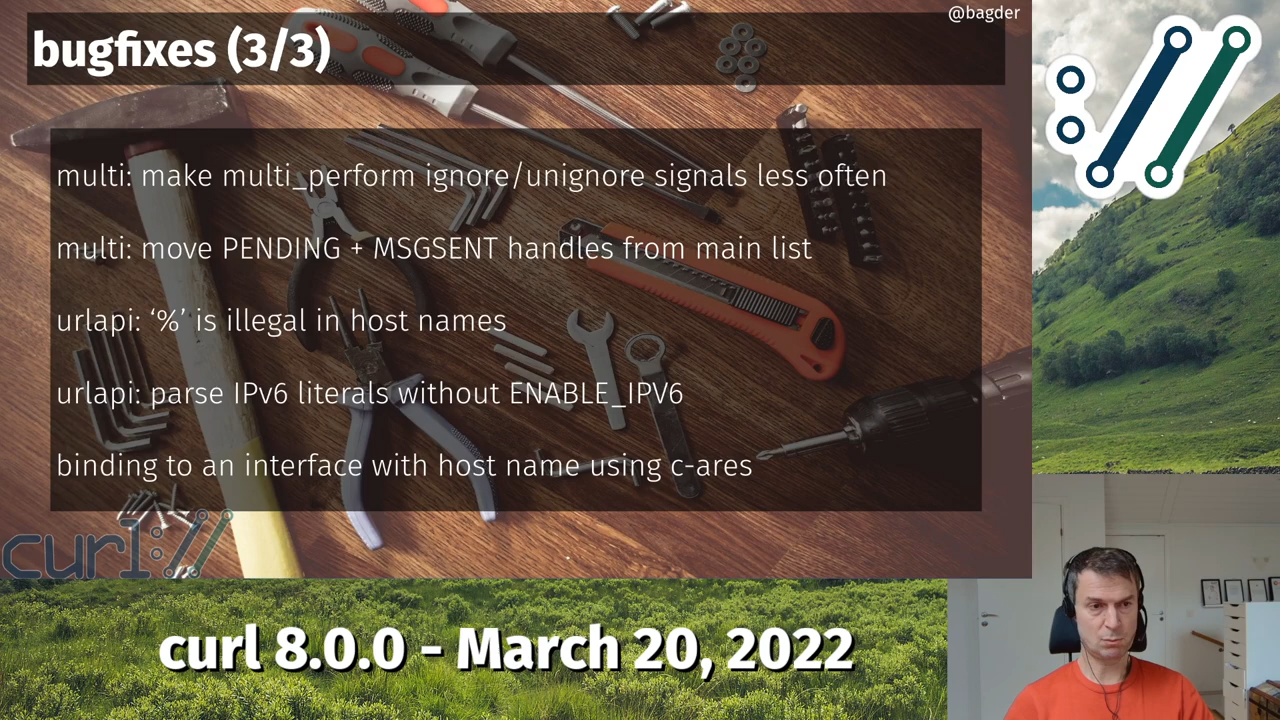 @bagder
bugfixes (3/3)
multi: make multi_perform ignore/unignore signals less often
multi: move PENDING + MSGSENT handles from main list
urlapi: ‘%’ is illegal in host names
urlapi: parse IPv6 literals without ENABLE_IPV6
binding to an interface with host name using c-ares
curl://
curl 8.0.0 - March 20, 2022